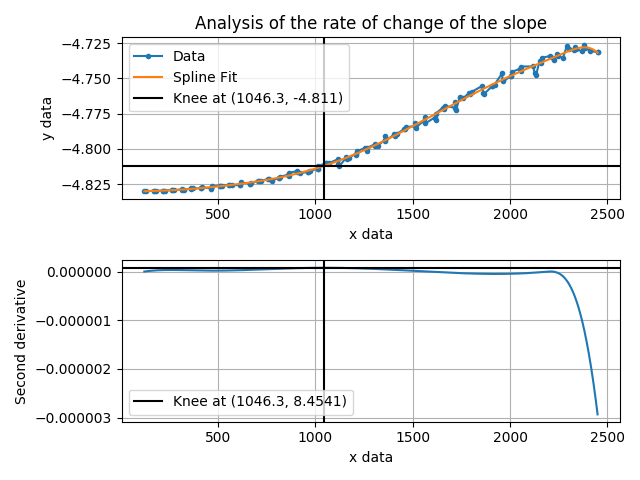 Analysis of the rate of change of the slope
−4.725
−4.750
−4.775
−4.800
−4.825
y data
Data
Spline Fit
Knee at (1046.3, -4.811)
500
1000
1500
2000
2500
x data
0.000000
−0.000001
−0.000002
−0.000003
Second derivative
Knee at (1046.3, 8.4541)
500
1000
1500
2000
2500
x data